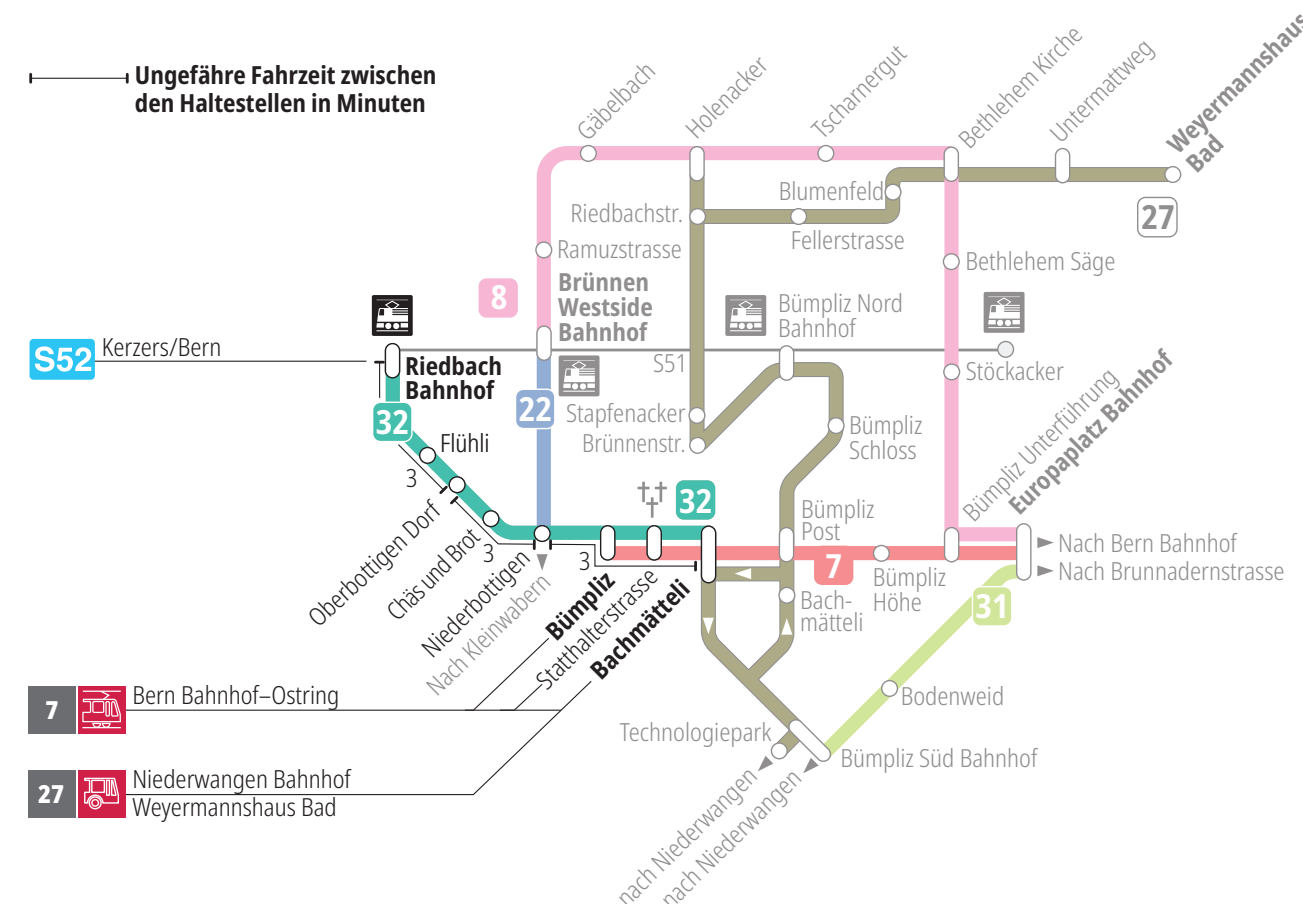 Ungefähre Fahrzeit zwischen
den Haltestellen in Minuten
Gäbelbach
Holenacker
Tscharnergut
Bethlehem Kirche
Untermattweg
Weyermannshaus
Bad
27
Blumenfeld
Riedbachstr.
Fellerstrasse
Ramuzstrasse
Bethlehem Säge
8
Brünnen
Westside
Bahnhof
Bümpliz Nord
Bahnhof
S52
Kerzers/Bern
Riedbach
Bahnhof
S51
Stöckacker
32
22
Stapfenacker
Brünnenstr.
Bümpliz
Schloss
Flühli
3
Bümpliz Unterführung
Europaplatz Bahnhof
32
Oberbottigen Dorf
Chäs und Brot
3
Niederbottigen
Nach Kleinwabern
3
Bümpliz
Statthalterstrasse
Bachmätteli
Bümpliz
Post
7
Bümpliz
Höhe
Nach Bern Bahnhof
Nach Brunnadernstrasse
Bach-
mätteli
31
7
Bern Bahnhof–Ostring
Bodenweid
Technologiepark
Bümpliz Süd Bahnhof
27
Niederwangen Bahnhof
Weyermannshaus Bad
nach Niederwangen
nach Niederwangen